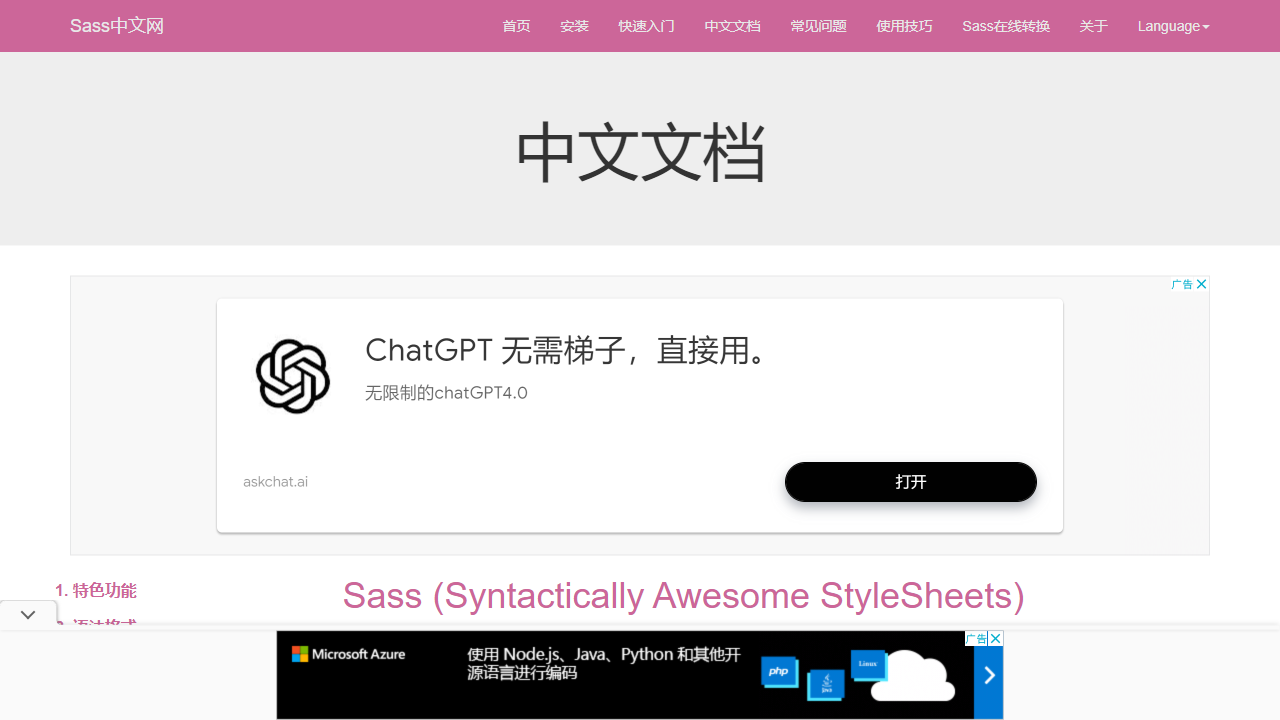 Sass中文网 首页 安装 快速入门 中文文档 常见问题 使用技巧 Sass在线转换 关于 Language
中文文档
广告
ChatGPT 无需梯子，直接用。
无限制的chatGPT4.0
askchat.ai
打开
1. 特色功能
Sass (Syntactically Awesome StyleSheets)
2. 语法格式
广告
Microsoft Azure
使用 Node.js、Java、Python 和其他开
源语言进行编码
php
Linux